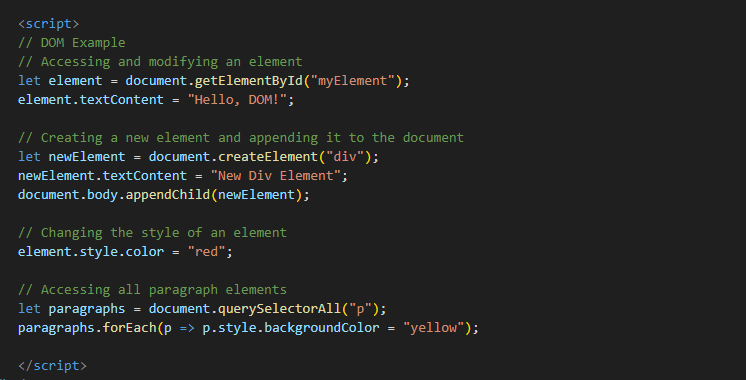 <script>
// DOM Example
// Accessing and modifying an element
let element = document.getElementById("myElement");
element.textContent = "Hello, DOM!";
// Creating a new element and appending it to the document
let newElement = document.createElement("div");
newElement.textContent = "New Div Element";
document.body.appendChild(newElement);
// Changing the style of an element
element.style.color = "red";
// Accessing all paragraph elements
let paragraphs = document.querySelectorAll("p");
paragraphs.forEach(p => p.style.backgroundColor = "yellow");
</script>